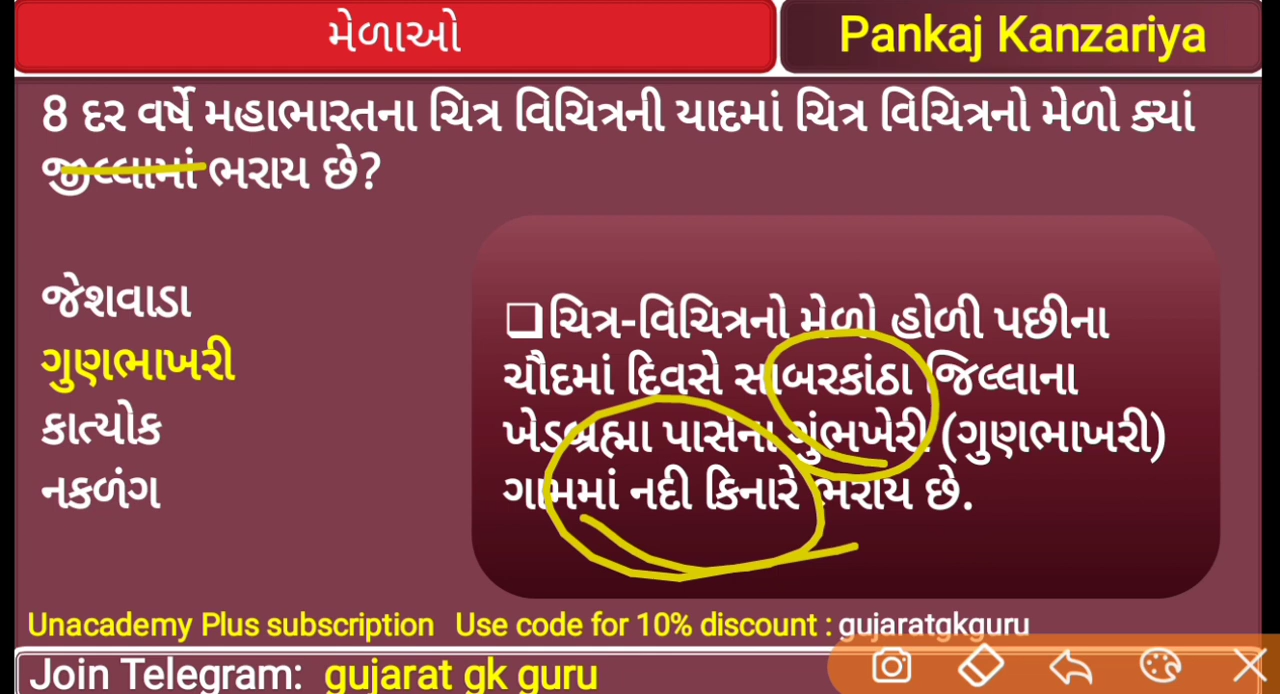 મેળાઓ
Pankaj Kanzariya
8 દર વર્ષે મહાભારતના ચિત્ર વિચિત્રની યાદમાં ચિત્ર વિચિત્રનો મેળો ક્યાં
જીલ્લામાં ભરાય છે?
જેશવાડા
ગુણભાખરી
કાત્યોક
નકળંગ
❑ચિત્ર-વિચિત્રનો મેળો હોળી પછીના
ચૌદમાં દિવસે સાબરકાંઠા જિલ્લાના
ખેડબ્રહ્મા પાસેના ગુંભખેરી (ગુણભાખરી)
ગામમાં નદી કિનારે ભરાય છે.
Unacademy Plus subscription Use code for 10% discount : gujaratgkguru
Join Telegram: gujarat gk guru